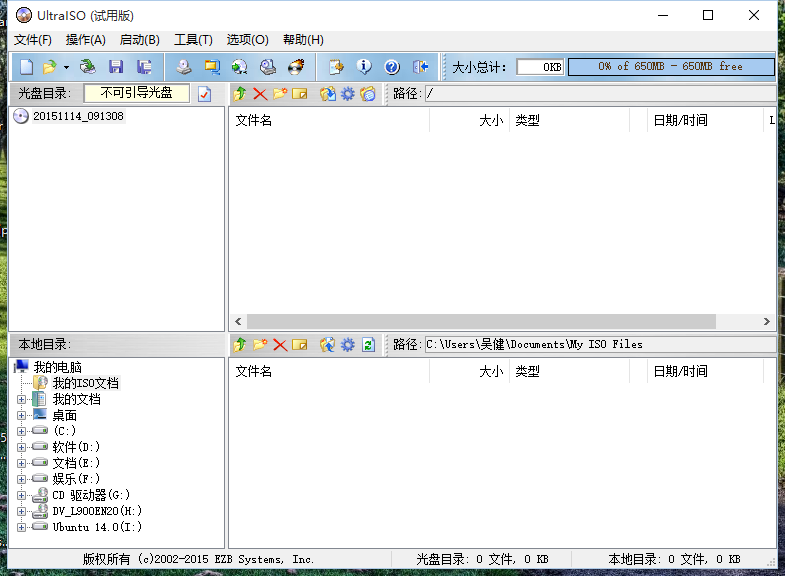 UltraISO (试用版)
文件(F) 操作(A) 启动(B) 工具(T) 选项(O) 帮助(H)
大小总计: 0KB 0% of 650MB - 650MB free
光盘目录: 不可引导光盘 路径: /
20151114_091308
文件名 大小 类型 日期/时间 L
本地目录: 路径: C:\Users\吴健\Documents\My ISO Files
文件名 大小 类型 日期/时间
我的电脑
我的ISO文档
我的文档
桌面
(C:)
软件(D:)
文档(E:)
娱乐(F:)
CD 驱动器(G:)
DV_L900EN20(H:)
Ubuntu 14.0(I:)
版权所有 (c)2002-2015 EZB Systems, Inc. 光盘目录: 0 文件, 0 KB 本地目录: 0 文件, 0 KB